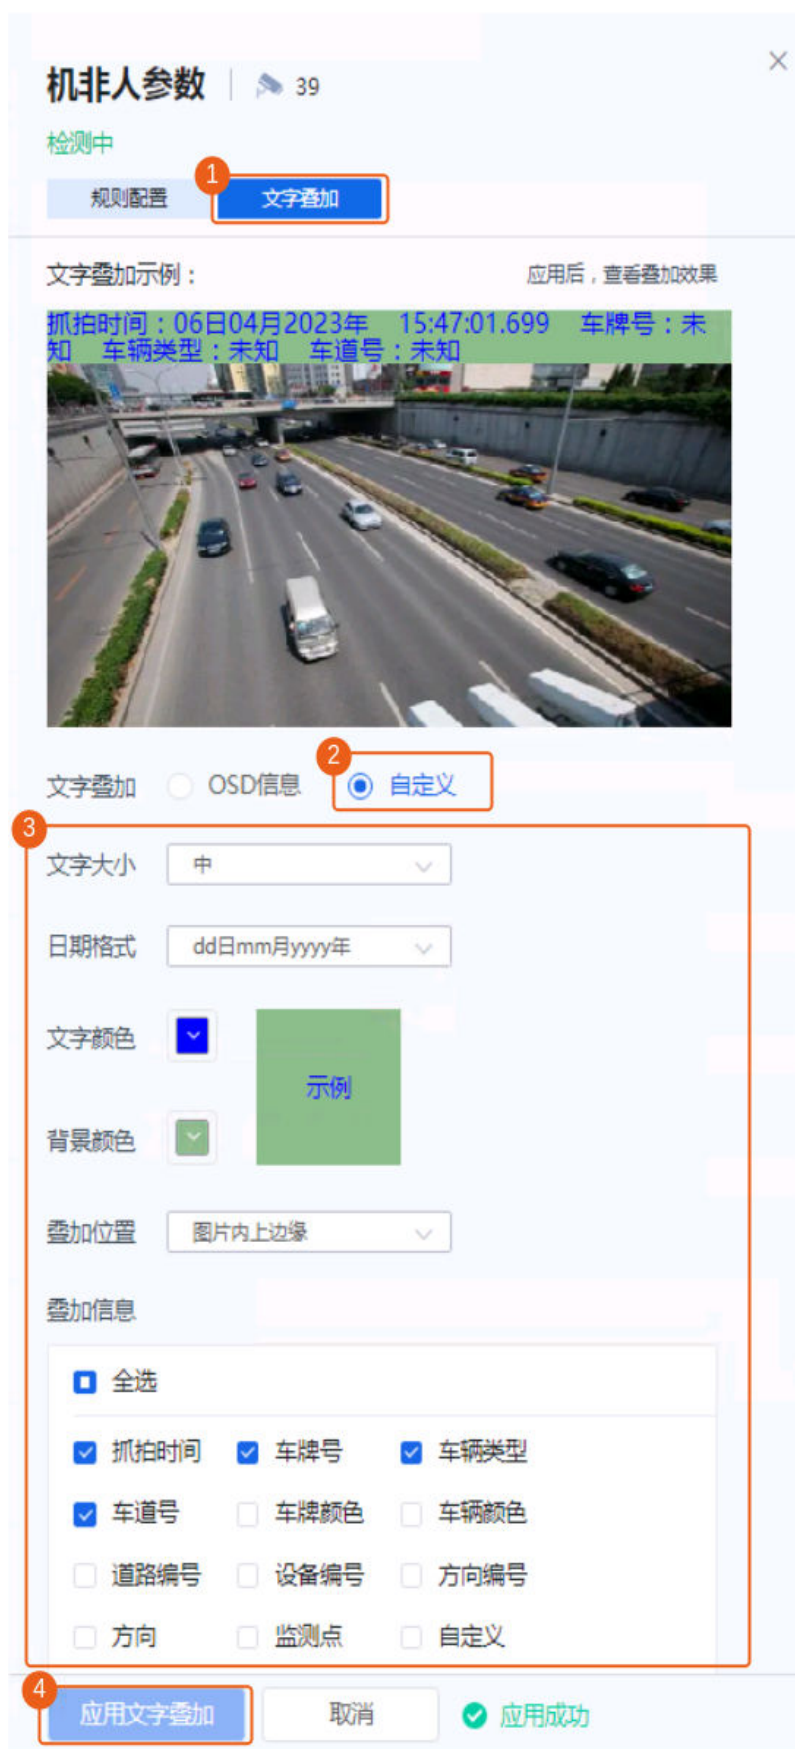 机非人参数 39
检测中
1
规则配置 文字叠加
文字叠加示例： 应用后，查看叠加效果
抓拍时间：06日04月2023年 15:47:01.699 车牌号：未
知 车辆类型：未知 车道号：未知
2
文字叠加 OSD信息 自定义
3
文字大小 中
日期格式 dd日mm月yyyy年
文字颜色
示例
背景颜色
叠加位置 图片内上边缘
叠加信息
全选
抓拍时间 车牌号 车辆类型
车道号 车牌颜色 车辆颜色
道路编号 设备编号 方向编号
方向 监测点 自定义
4
应用文字叠加 取消 应用成功